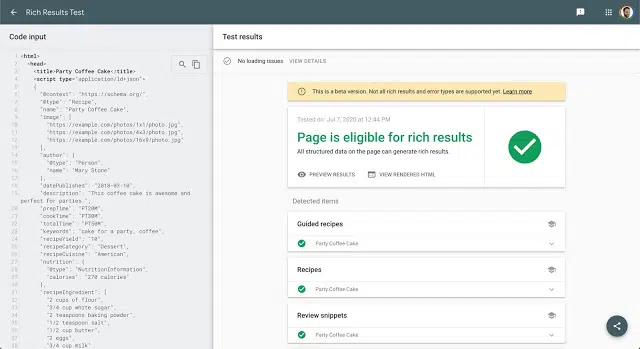 Rich Results Test
Code input
Test results
<html>
<head>
<title>Party Coffee Cake</title>
<script type="application/ld+json">
{
"@context": "https://schema.org/",
"@type": "Recipe",
"name": "Party Coffee Cake",
"image": [
"https://example.com/photos/1x1/photo.jpg",
"https://example.com/photos/4x3/photo.jpg",
"https://example.com/photos/16x9/photo.jpg"
],
"author": {
"@type": "Person",
"name": "Mary Stone"
},
"datePublished": "2018-03-10",
"description": "This coffee cake is awesome and
perfect for parties.",
"prepTime": "PT20M",
"cookTime": "PT30M",
"totalTime": "PT50M",
"keywords": "cake for a party, coffee",
"recipeYield": "10",
"recipeCategory": "Dessert",
"recipeCuisine": "American",
"nutrition": {
"@type": "NutritionInformation",
"calories": "270 calories"
},
"recipeIngredient": [
"2 cups of flour",
"3/4 cup white sugar",
"2 teaspoons baking powder",
"1/2 teaspoon salt",
"1/2 cup butter",
"2 eggs",
"3/4 cup milk"
No loading issues VIEW DETAILS
This is a beta version. Not all rich results and error types are supported yet. Learn more
Tested on: Jul 7, 2020 at 12:44 PM
Page is eligible for rich results
All structured data on the page can generate rich results.
PREVIEW RESULTS VIEW RENDERED HTML
Detected items
Guided recipes
Party Coffee Cake
Recipes
Party Coffee Cake
Review snippets
Party Coffee Cake